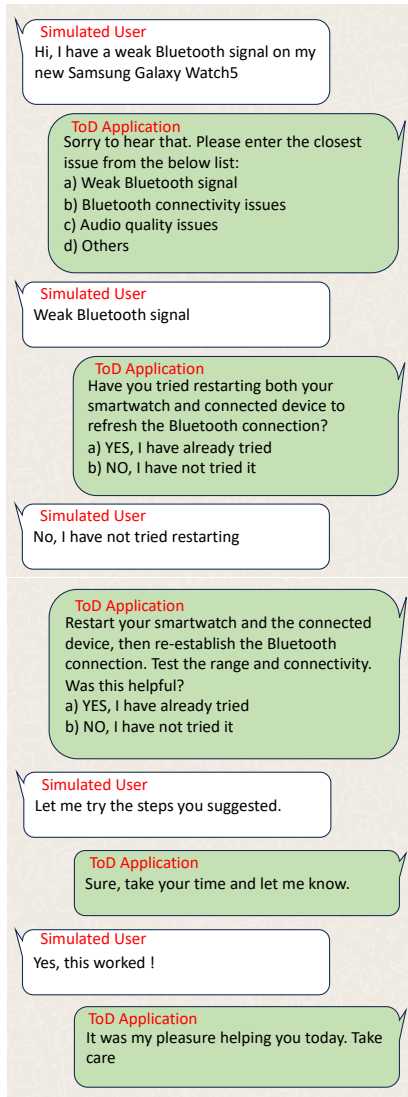 Simulated User
Hi, I have a weak Bluetooth signal on my
new Samsung Galaxy Watch5
ToD Application
Sorry to hear that. Please enter the closest
issue from the below list:
a) Weak Bluetooth signal
b) Bluetooth connectivity issues
c) Audio quality issues
d) Others
Simulated User
Weak Bluetooth signal
ToD Application
Have you tried restarting both your
smartwatch and connected device to
refresh the Bluetooth connection?
a) YES, I have already tried
b) NO, I have not tried it
Simulated User
No, I have not tried restarting
ToD Application
Restart your smartwatch and the connected
device, then re-establish the Bluetooth
connection. Test the range and connectivity.
Was this helpful?
a) YES, I have already tried
b) NO, I have not tried it
Simulated User
Let me try the steps you suggested.
ToD Application
Sure, take your time and let me know.
Simulated User
Yes, this worked !
ToD Application
It was my pleasure helping you today. Take
care